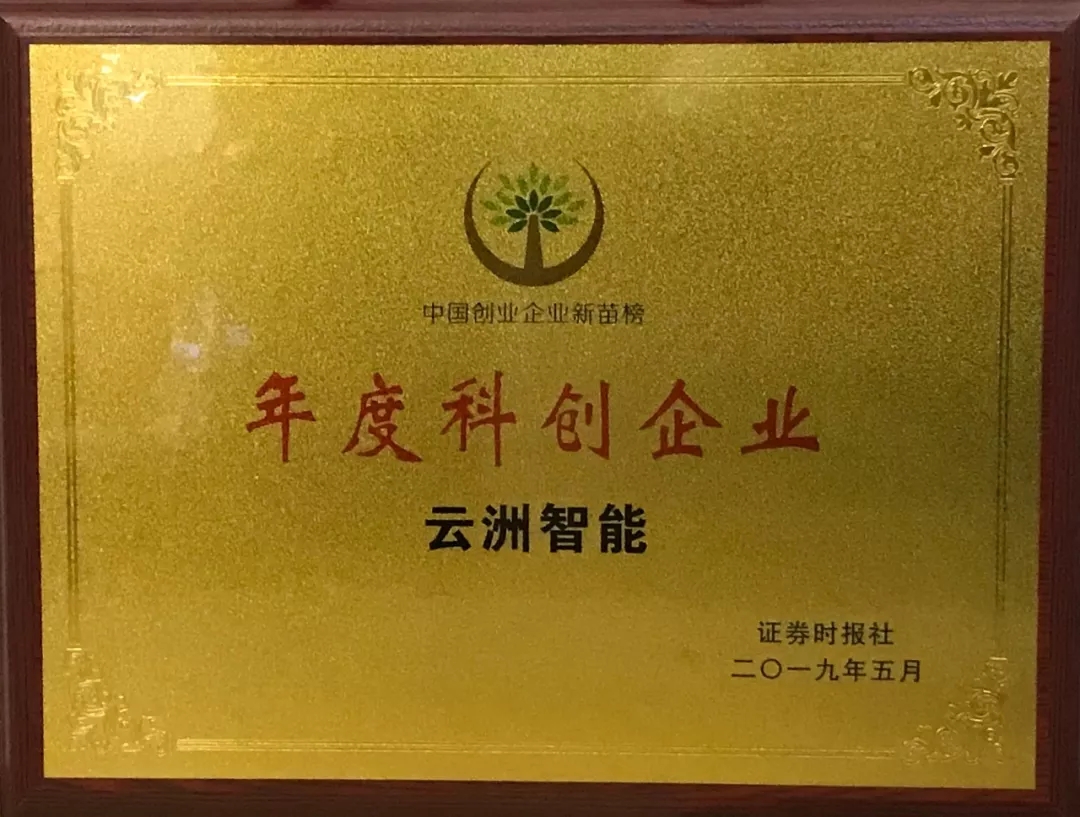 中国创业企业新苗榜
年度科创企业
云洲智能
证券时报社
二〇一九年五月